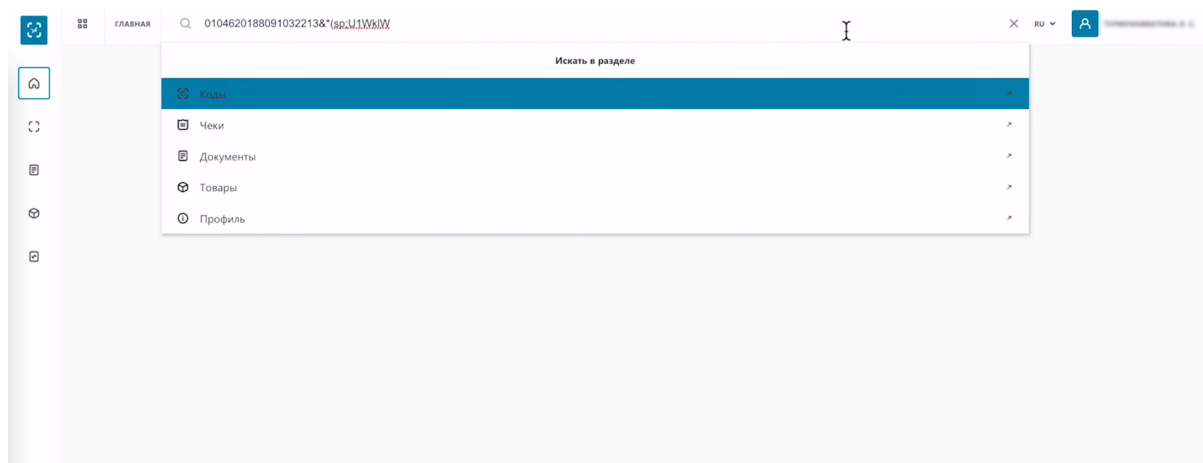 ГЛАВНАЯ
0104620188091032213&*(sp;U1WklW
RU
Искать в разделе
Коды
Чеки
Документы
Товары
Профиль